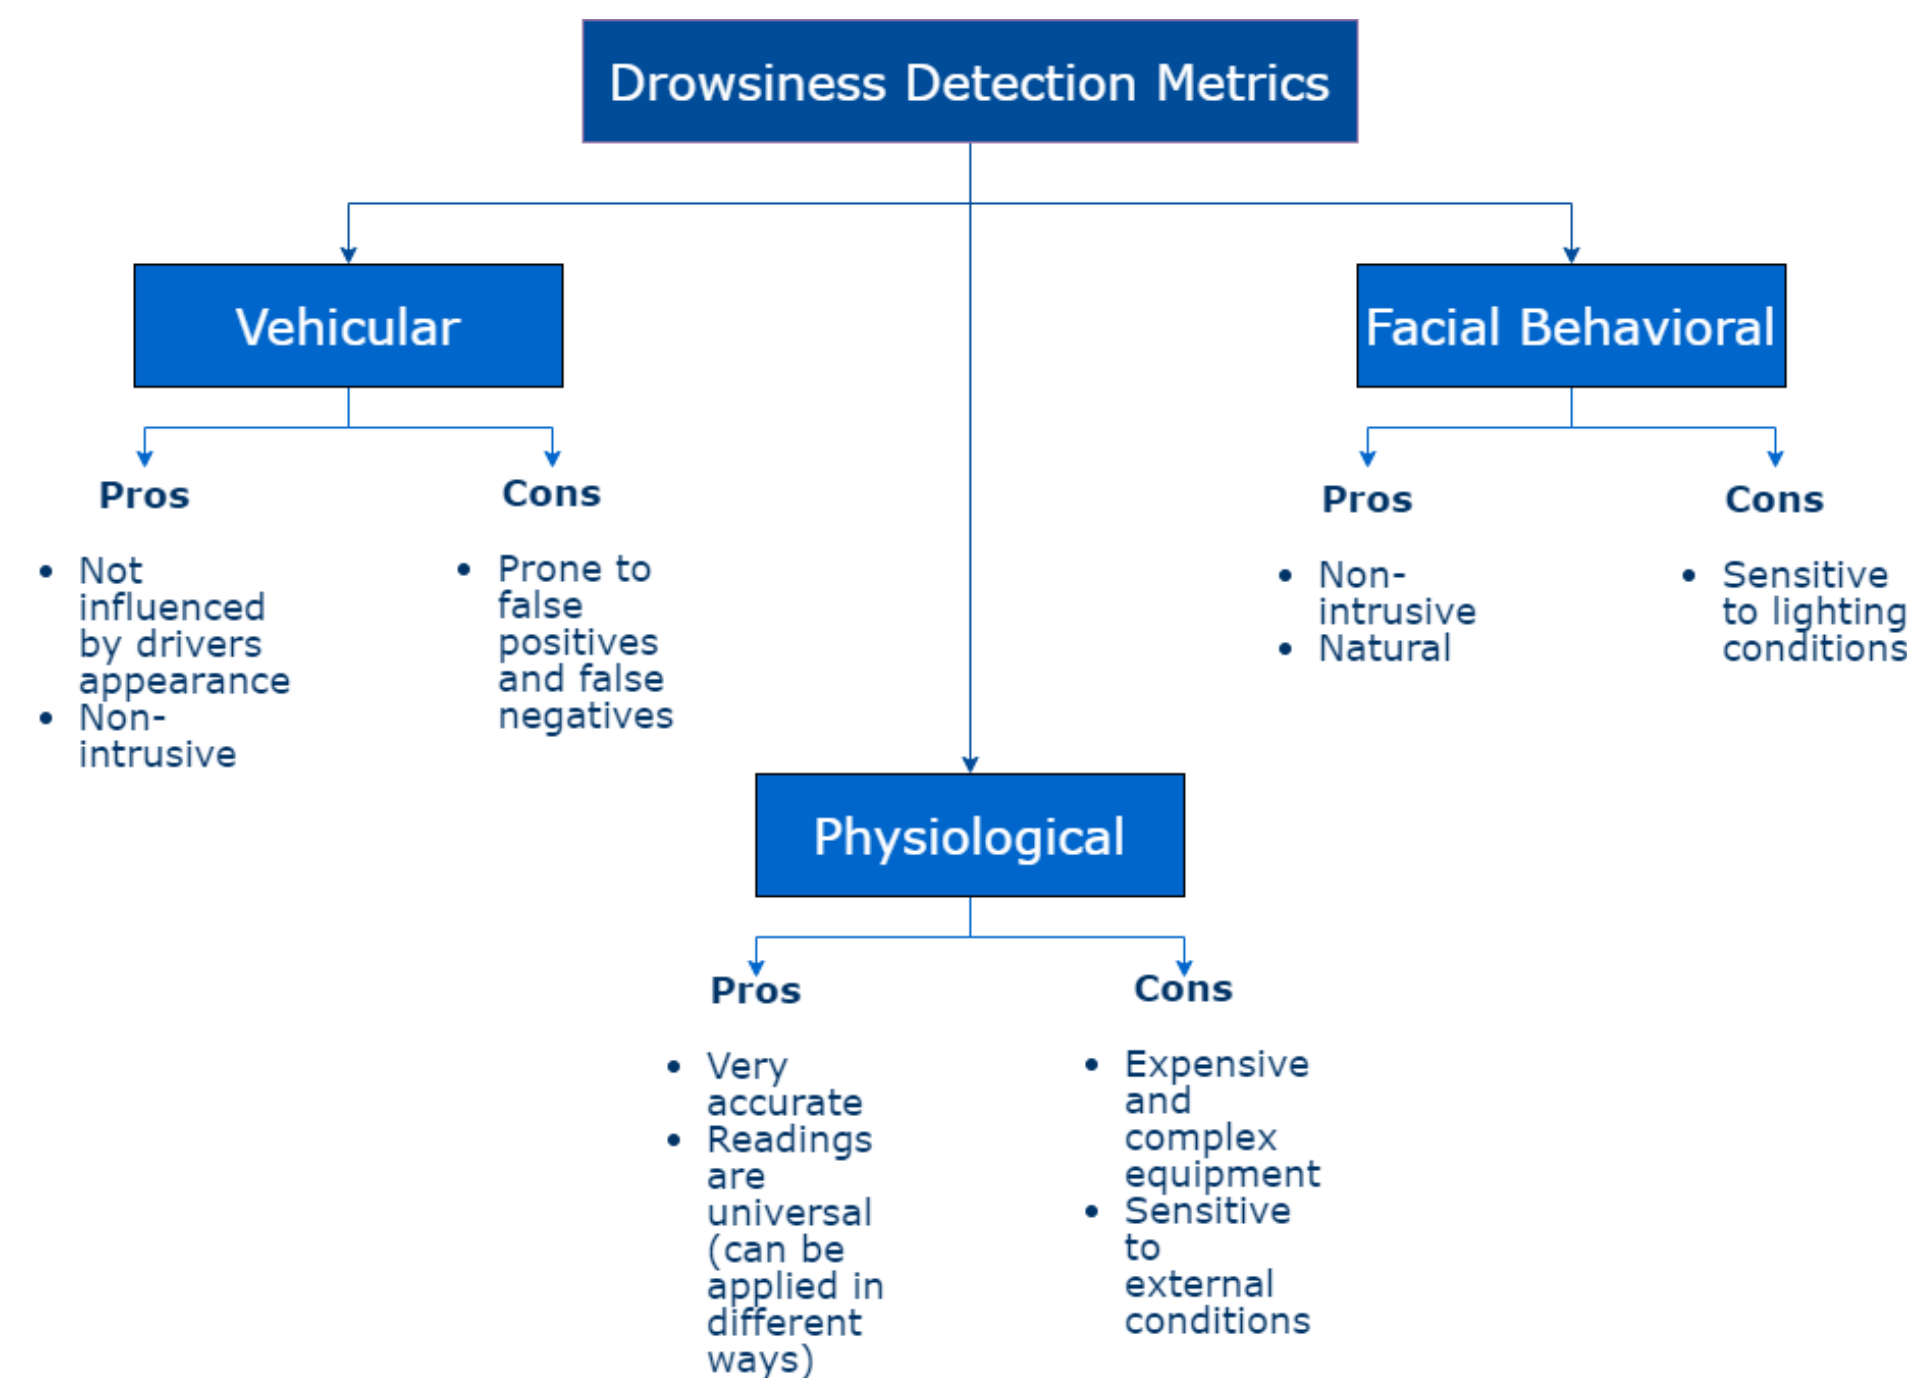 Drowsiness Detection Metrics
Vehicular
Pros
• Not
influenced
by drivers
appearance
• Non-
intrusive
Cons
• Prone to
false
positives
and false
negatives
Facial Behavioral
Pros
• Non-
intrusive
• Natural
Cons
• Sensitive
to lighting
conditions
Physiological
Pros
• Very
accurate
• Readings
are
universal
(can be
applied in
different
ways)
Cons
• Expensive
and
complex
equipment
• Sensitive
to
external
conditions